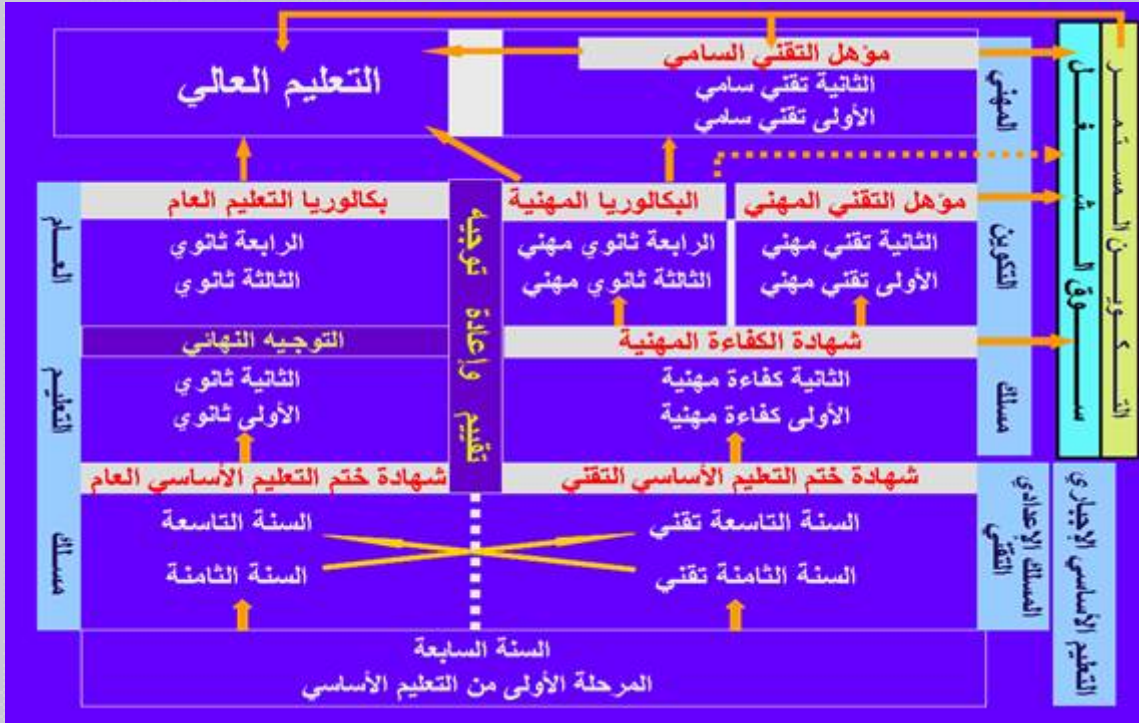 التكوين المستمر
سوق الشغل
مؤهل التقني السامي
التعليم العالي
الثانية تقني سامي
الأولى تقني سامي
المهني
مؤهل التقني المهني
البكالوريا المهنية
بكالوريا التعليم العام
الثانية تقني مهني
الرابعة ثانوي مهني
الرابعة ثانوي
الأولى تقني مهني
الثالثة ثانوي مهني
الثالثة ثانوي
التكوين
العام
تقييم وإعادة توجيه
شهادة الكفاءة المهنية
التوجيه النهائي
الثانية كفاءة مهنية
الثانية ثانوي
الأولى كفاءة مهنية
الأولى ثانوي
مسلك
التعليم
شهادة ختم التعليم الأساسي التقني
شهادة ختم التعليم الأساسي العام
السنة التاسعة تقني
السنة التاسعة
السنة الثامنة تقني
السنة الثامنة
المسلك الإعدادي
التقني
مسلك
التعليم الأساسي الإجباري
السنة السابعة
المرحلة الأولى من التعليم الأساسي